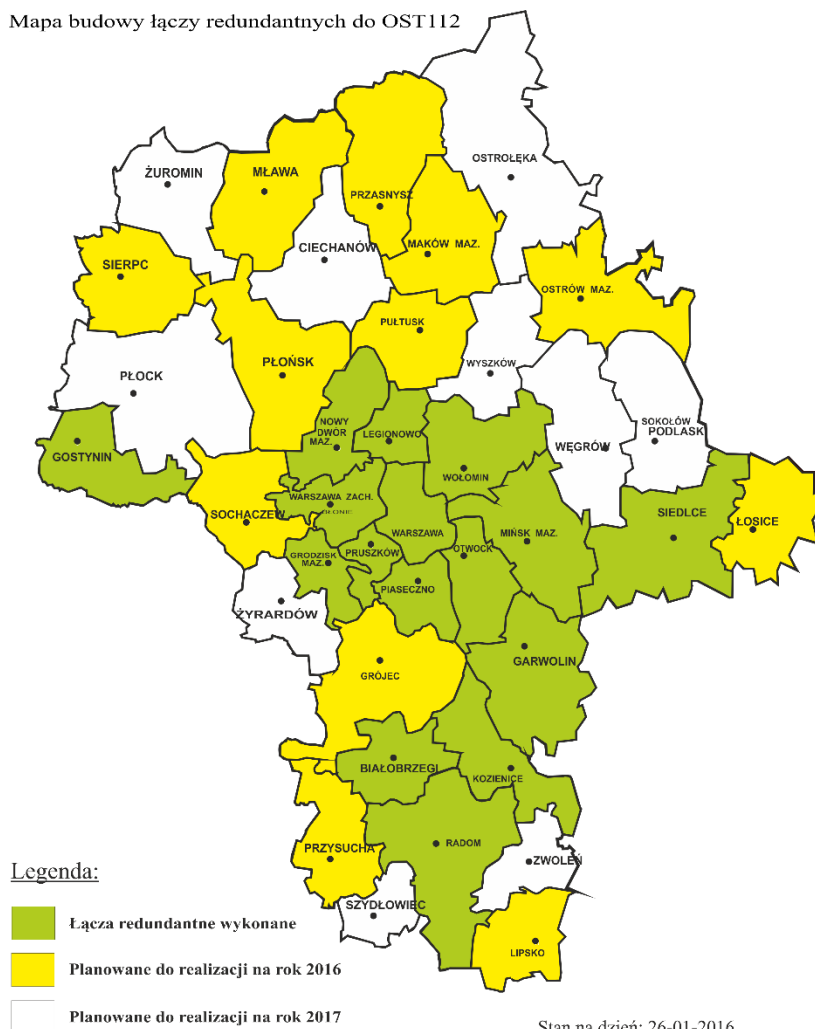 Mapa budowy łączy redundantnych do OST112
OSTROŁĘKA
ŻUROMIN
MŁAWA
PRZASNYSZ
CIECHANÓW
MAKÓW MAZ.
SIERPC
OSTRÓW MAZ.
PUŁTUSK
PŁOŃSK
WYSZKÓW
PŁOCK
NOWY
DWÓR
MAZ.
LEGIONOWO
SOKOŁÓW
PODLASK
WĘGRÓW
GOSTYNIN
WOŁOMIN
WARSZAWA ZACH.
SOCHACZEW
SIEDLCE
ŁOSICE
WARSZAWA
MIŃSK MAZ.
OTWOCK
PRUSZKÓW
GRODZISK
MAZ.
PIASECZNO
ŻYRARDÓW
GARWOLIN
GRÓJEC
BIAŁOBRZEGI
KOZIENICE
RADOM
PRZYSUCHA
ZWOLEŃ
SZYDŁOWIEC
LIPSKO
Legenda:
Łącza redundantne wykonane
Planowane do realizacji na rok 2016
Planowane do realizacji na rok 2017
Stan na dzień: 26-01-2016